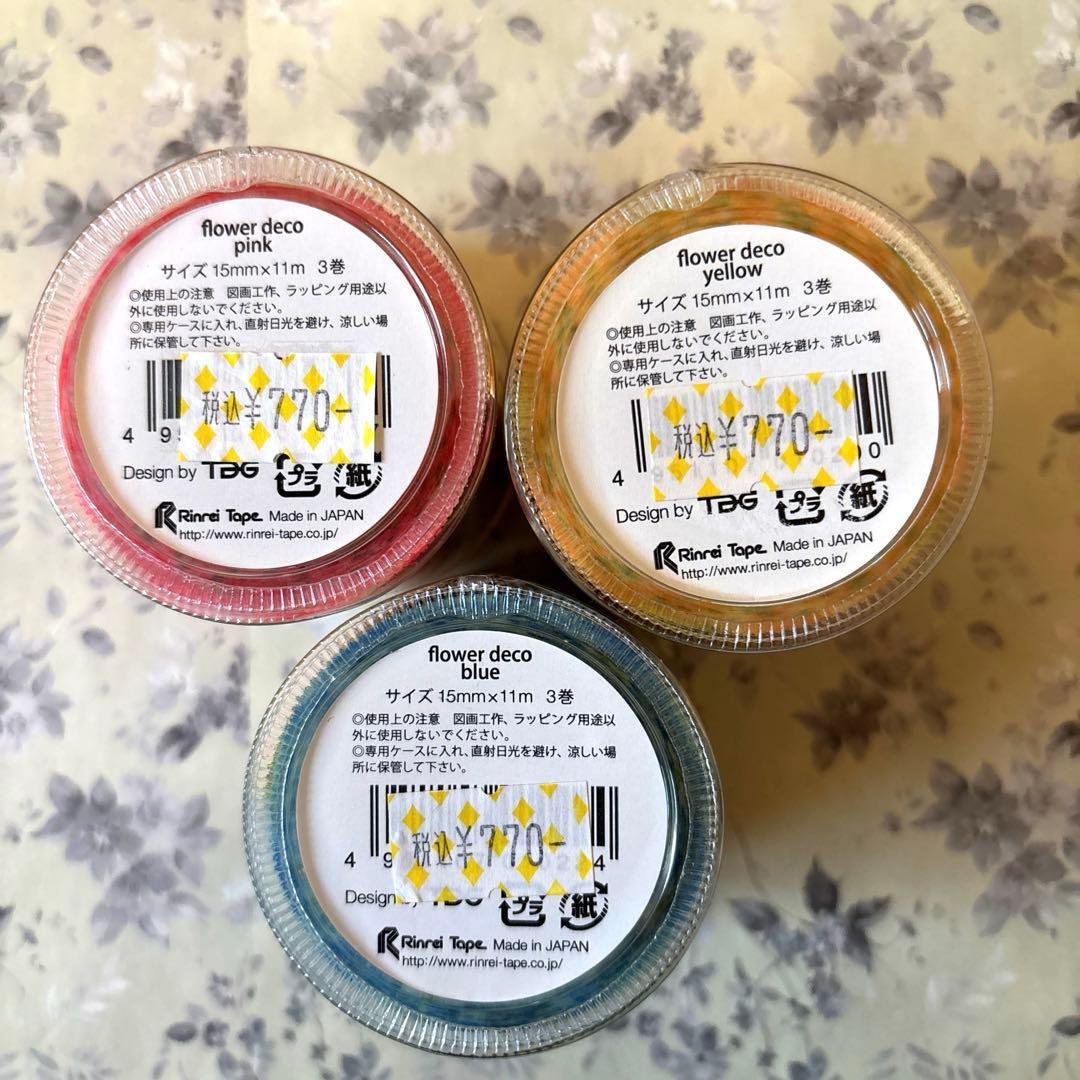 flower deco
pink
サイズ 15mm×11m 3巻
◎使用上の注意 図画工作、ラッピング用途以
外に使用しないでください。
◎専用ケースに入れ、直射日光を避け、涼しい場
所に保管して下さい。
税込¥770-
4 9
Design by TBG プラ 紙
Rinrei Tape Made in JAPAN
http://www.rinrei-tape.co.jp/
flower deco
yellow
サイズ 15mm×11m 3巻
◎使用上の注意 図画工作、ラッピング用途以
外に使用しないでください。
◎専用ケースに入れ、直射日光を避け、涼しい場
所に保管して下さい。
税込¥770-
4
Design by TBG プラ 紙
Rinrei Tape Made in JAPAN
http://www.rinrei-tape.co.jp/
flower deco
blue
サイズ 15mm×11m 3巻
◎使用上の注意 図画工作、ラッピング用途以
外に使用しないでください。
◎専用ケースに入れ、直射日光を避け、涼しい場
所に保管して下さい。
税込¥770-
4 9
Design プラ 紙
Rinrei Tape Made in JAPAN
http://www.rinrei-tape.co.jp/